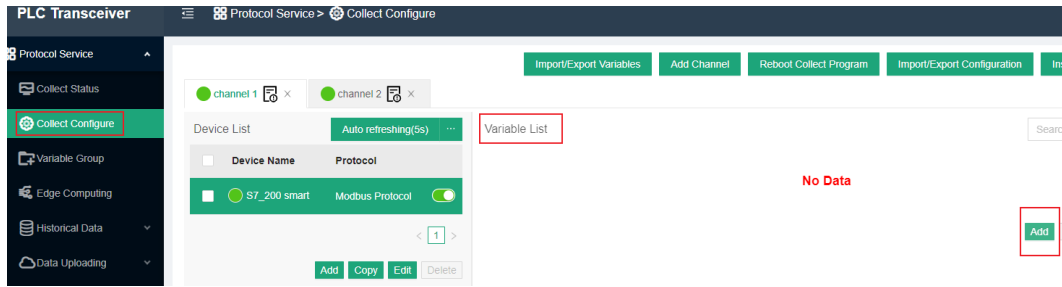 PLC Transceiver
Protocol Service > Collect Configure
Protocol Service
Import/Export Variables Add Channel Reboot Collect Program Import/Export Configuration
Collect Status
channel 1 channel 2
Collect Configure
Device List Auto refreshing(5s) ... Variable List
Variable Group
Device Name Protocol
No Data
Edge Computing
S7_200 smart Modbus Protocol
Historical Data
< 1 >
Add
Data Uploading
Add Copy Edit Delete